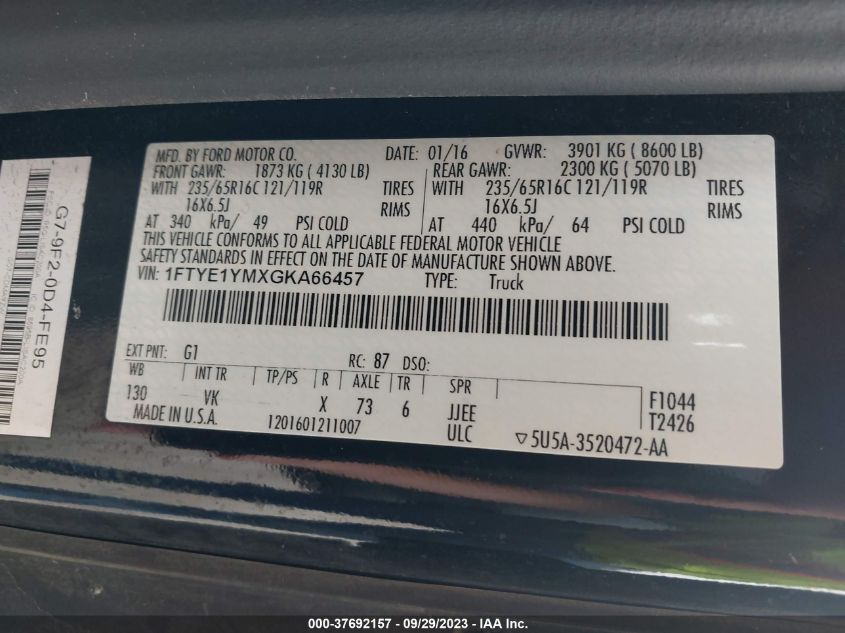 MFD. BY FORD MOTOR CO. DATE: 01/16 GVWR: 3901 KG ( 8600 LB)
FRONT GAWR: 1873 KG ( 4130 LB) REAR GAWR: 2300 KG ( 5070 LB)
WITH 235/65R16C 121/119R TIRES WITH 235/65R16C 121/119R TIRES
16X6.5J RIMS 16X6.5J RIMS
AT 340 kPa/ 49 PSI COLD AT 440 kPa/ 64 PSI COLD
THIS VEHICLE CONFORMS TO ALL APPLICABLE FEDERAL MOTOR VEHICLE
SAFETY STANDARDS IN EFFECT ON THE DATE OF MANUFACTURE SHOWN ABOVE.
VIN: 1FTYE1YMXGKA66457 TYPE: Truck
EXT PNT: G1 RC: 87 DSO:
WB INT TR TP/PS R AXLE TR SPR
130 VK X 73 6 JJEE F1044
MADE IN U.S.A. 1201601211007 ULC T2426
▽5U5A-3520472-AA
G7-9F2-0D4-FE95
000-37692157 - 09/29/2023 - IAA Inc.